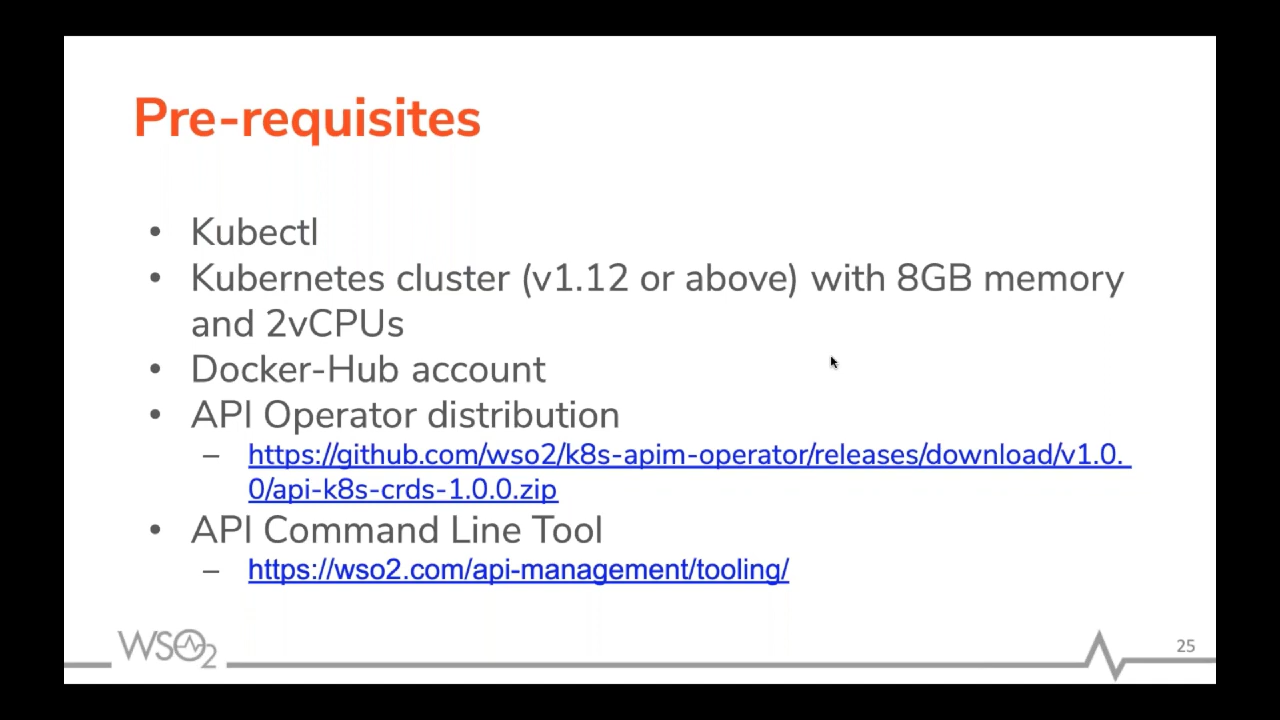 Pre-requisites
• Kubectl
• Kubernetes cluster (v1.12 or above) with 8GB memory
and 2vCPUs
• Docker-Hub account
• API Operator distribution
– https://github.com/wso2/k8s-apim-operator/releases/download/v1.0.
0/api-k8s-crds-1.0.0.zip
• API Command Line Tool
– https://wso2.com/api-management/tooling/
WSO2
25